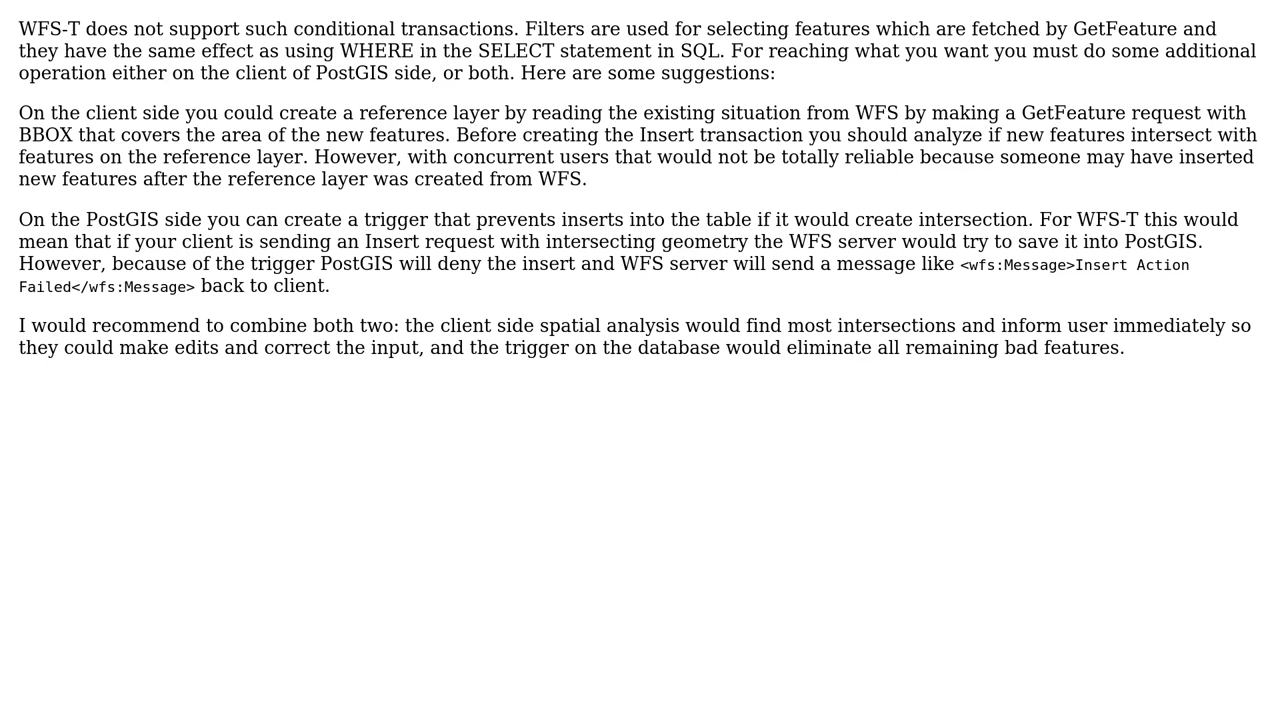 WFS-T does not support such conditional transactions. Filters are used for selecting features which are fetched by GetFeature and
they have the same effect as using WHERE in the SELECT statement in SQL. For reaching what you want you must do some additional
operation either on the client of PostGIS side, or both. Here are some suggestions:
On the client side you could create a reference layer by reading the existing situation from WFS by making a GetFeature request with
BBOX that covers the area of the new features. Before creating the Insert transaction you should analyze if new features intersect with
features on the reference layer. However, with concurrent users that would not be totally reliable because someone may have inserted
new features after the reference layer was created from WFS.
On the PostGIS side you can create a trigger that prevents inserts into the table if it would create intersection. For WFS-T this would
mean that if your client is sending an Insert request with intersecting geometry the WFS server would try to save it into PostGIS.
However, because of the trigger PostGIS will deny the insert and WFS server will send a message like <wfs:Message>Insert Action
Failed</wfs:Message> back to client.
I would recommend to combine both two: the client side spatial analysis would find most intersections and inform user immediately so
they could make edits and correct the input, and the trigger on the database would eliminate all remaining bad features.